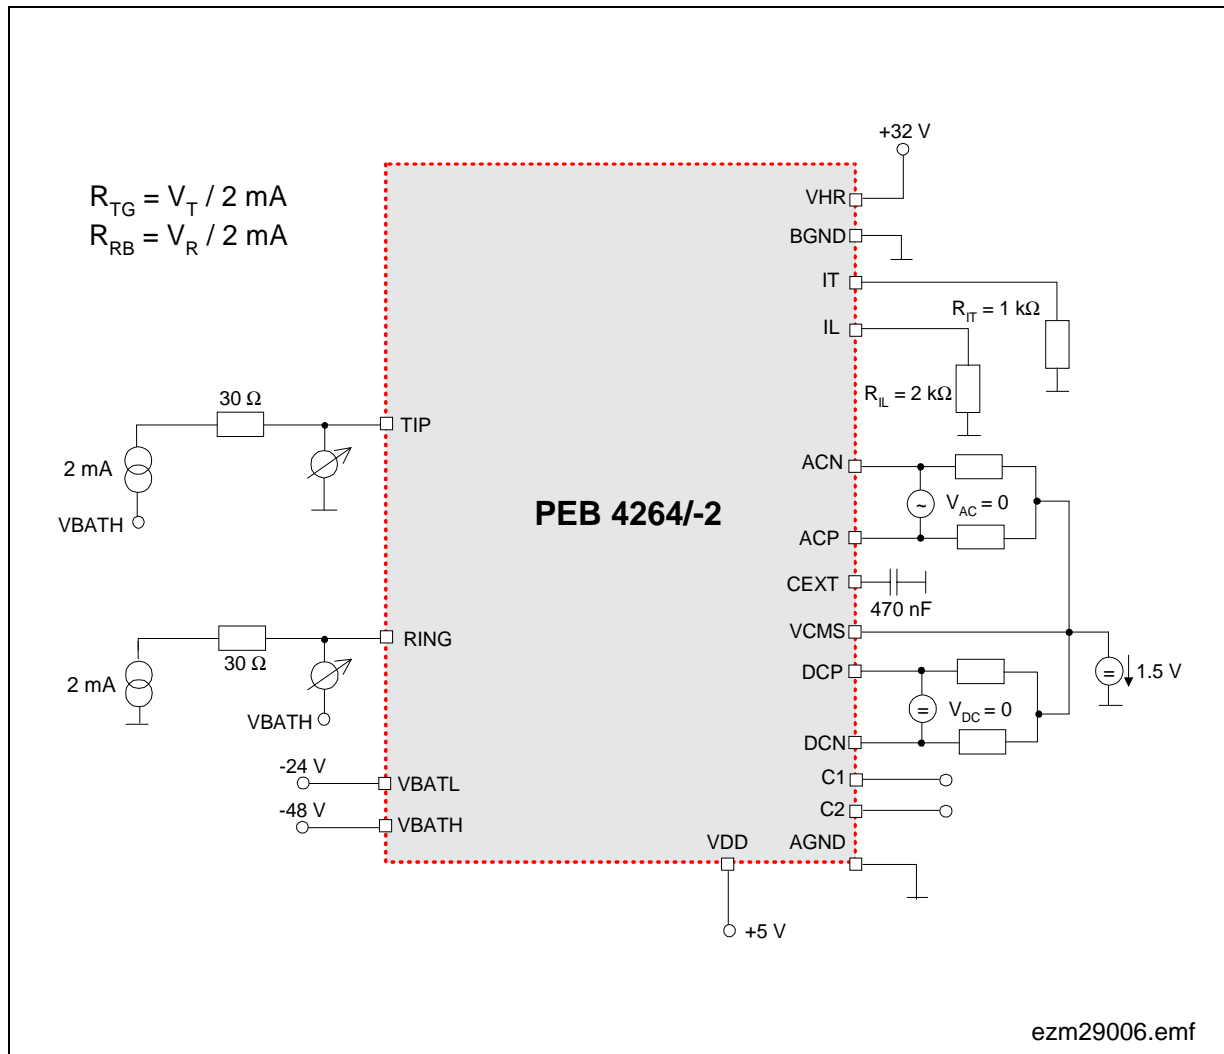 +32 V
R_TG = V_T / 2 mA
R_RB = V_R / 2 mA
VHR
BGND
IT
R_IT = 1 kΩ
IL
R_IL = 2 kΩ
30 Ω
TIP
2 mA
VBATH
ACN
V_AC = 0
ACP
PEB 4264/-2
CEXT
470 nF
VCMS
RING
30 Ω
2 mA
VBATH
DCP
1.5 V
V_DC = 0
DCN
-24 V
VBATL
C1
-48 V
VBATH
C2
VDD
AGND
+5 V
ezm29006.emf